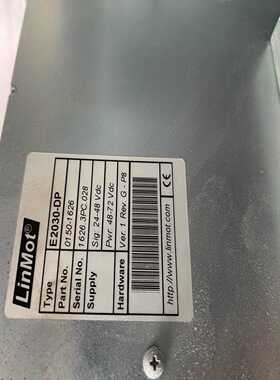 LinMot®
Type E2030-DP
Part No. 0150-1626
Serial No. 1626.3PC.028
Supply Sig. 24-48 Vdc
Pwr. 48-72 Vdc
Hardware Ver. 1 Rev. G - P8
http://www.linmot.com
CE